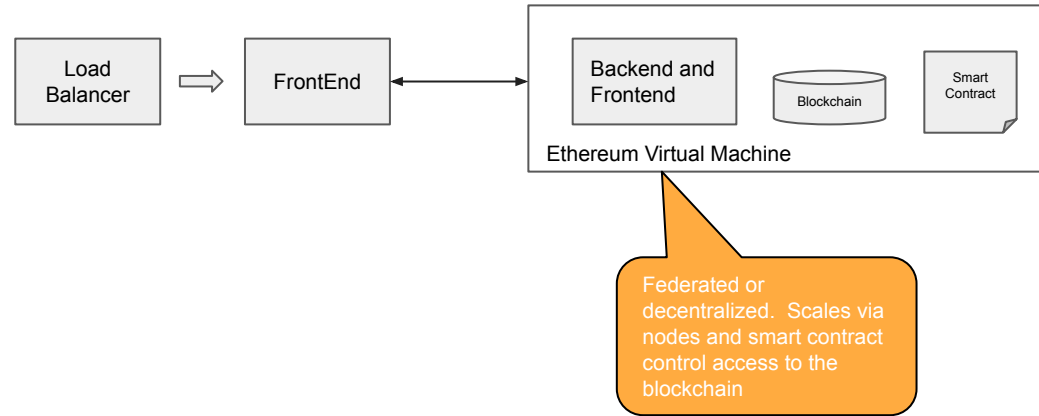 Load
Balancer
FrontEnd
Backend and
Frontend
Blockchain
Smart
Contract
Ethereum Virtual Machine
Federated or
decentralized.  Scales via
nodes and smart contract
control access to the
blockchain